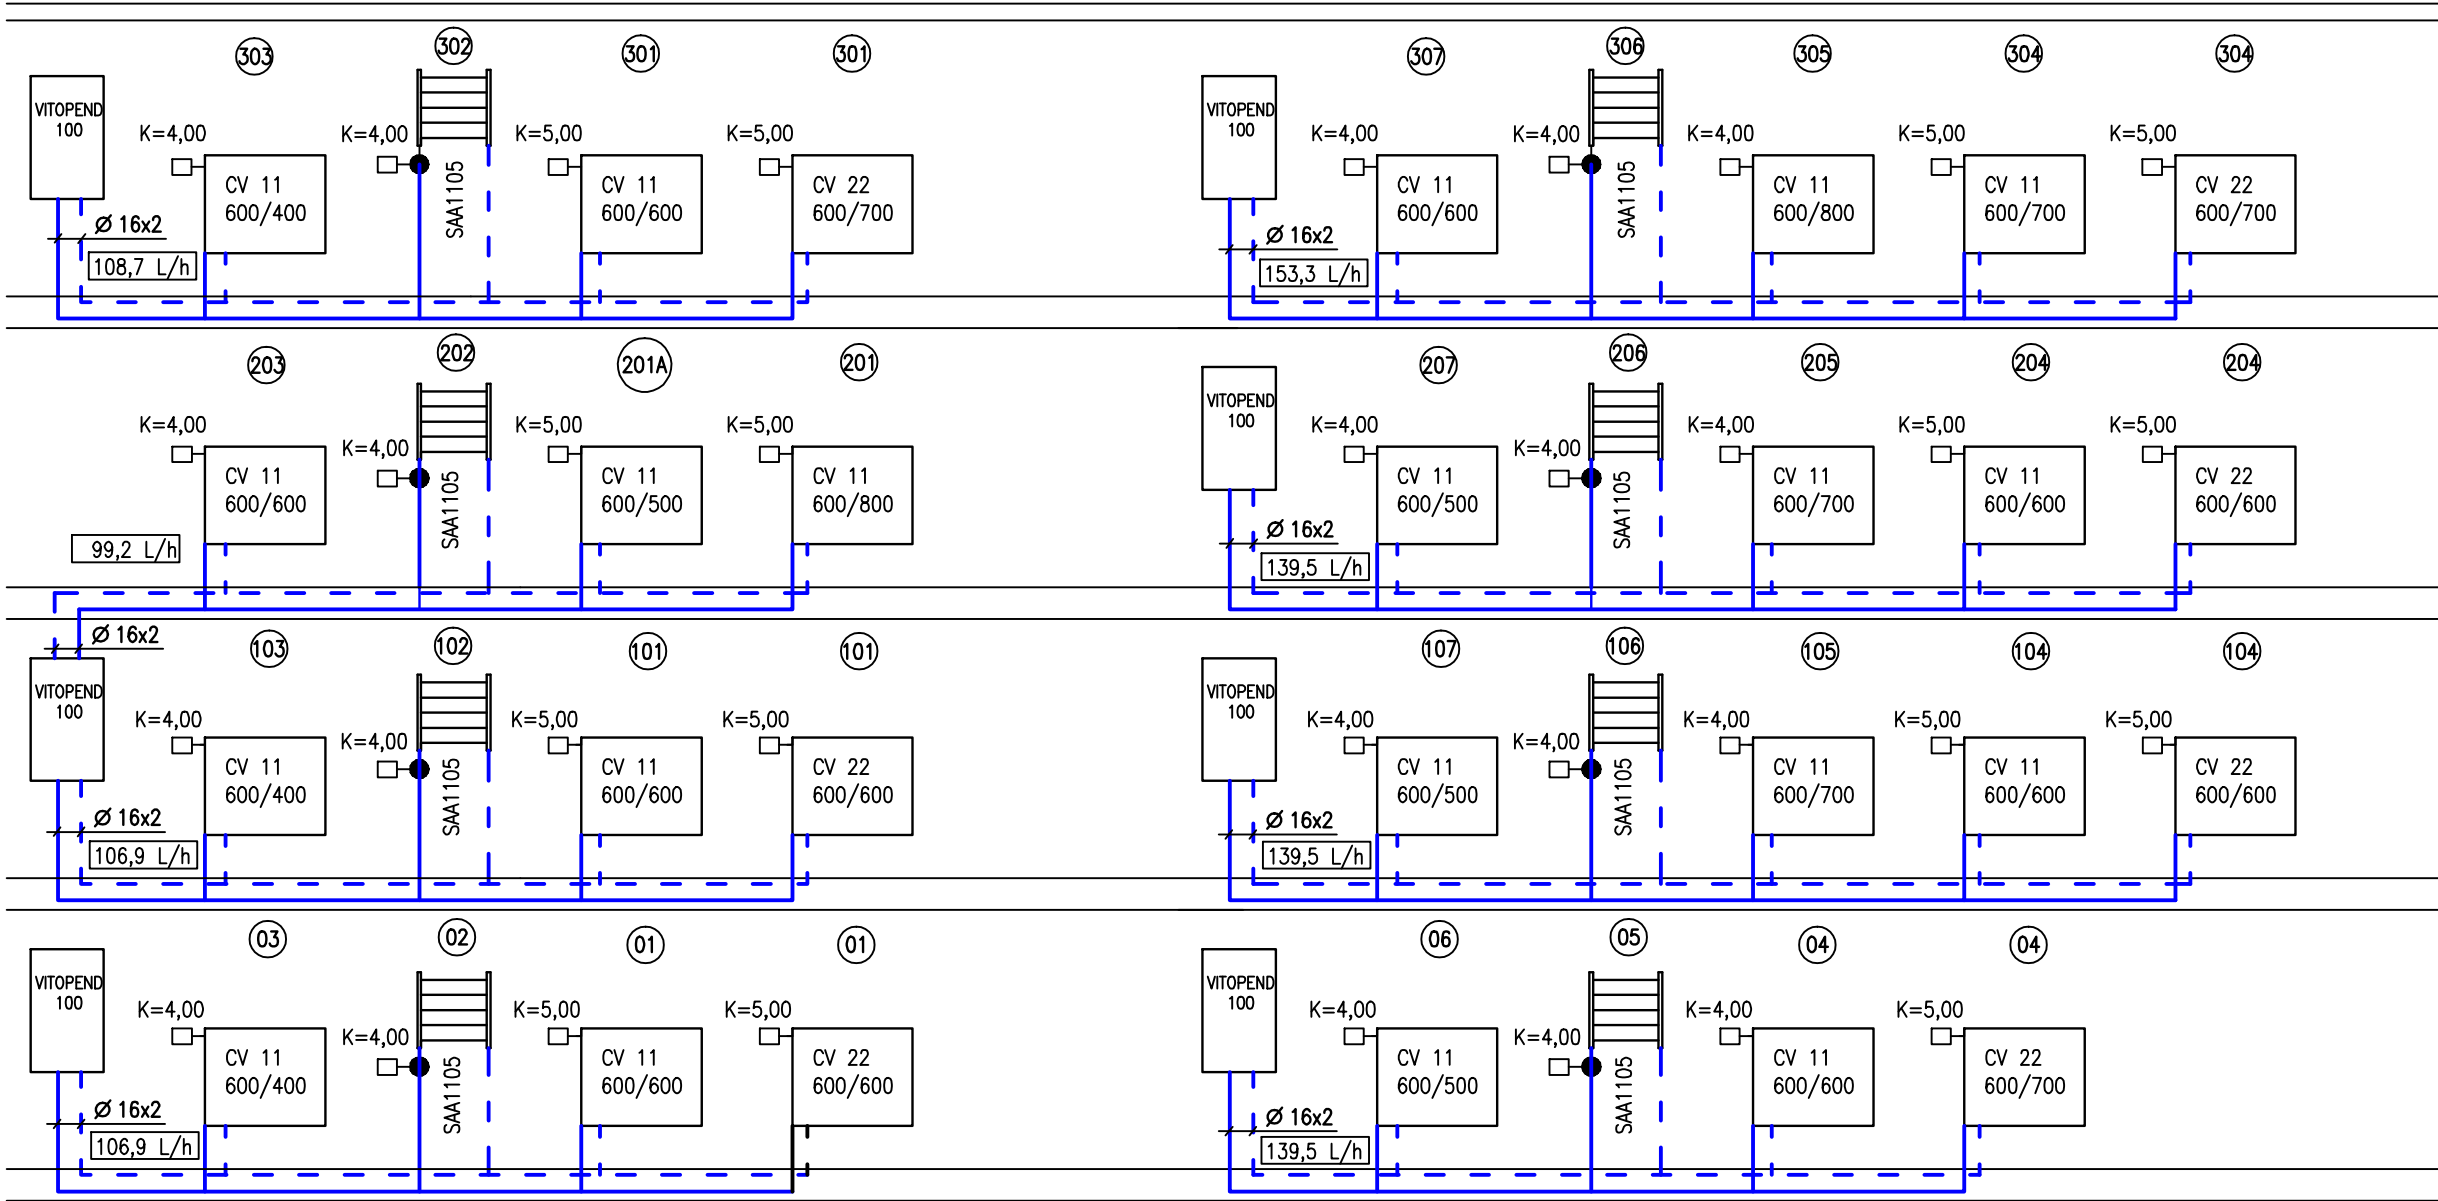 303
302
301
301
VITOPEND
100
K=4,00
K=4,00
K=5,00
K=5,00
CV 11
600/400
SAA1105
CV 11
600/600
CV 22
600/700
Ø 16x2
108,7 L/h
307
306
305
304
304
VITOPEND
100
K=4,00
K=4,00
K=4,00
K=5,00
K=5,00
CV 11
600/600
SAA1105
CV 11
600/800
CV 11
600/700
CV 22
600/700
Ø 16x2
153,3 L/h
203
202
201A
201
K=4,00
K=4,00
K=5,00
K=5,00
CV 11
600/600
SAA1105
CV 11
600/500
CV 11
600/800
99,2 L/h
Ø 16x2
207
206
205
204
204
VITOPEND
100
K=4,00
K=4,00
K=4,00
K=5,00
K=5,00
CV 11
600/500
SAA1105
CV 11
600/700
CV 11
600/600
CV 22
600/600
Ø 16x2
139,5 L/h
103
102
101
101
VITOPEND
100
K=4,00
K=4,00
K=5,00
K=5,00
CV 11
600/400
SAA1105
CV 11
600/600
CV 22
600/600
Ø 16x2
106,9 L/h
107
106
105
104
104
VITOPEND
100
K=4,00
K=4,00
K=4,00
K=5,00
K=5,00
CV 11
600/500
SAA1105
CV 11
600/700
CV 11
600/600
CV 22
600/600
Ø 16x2
139,5 L/h
03
02
01
01
VITOPEND
100
K=4,00
K=4,00
K=5,00
K=5,00
CV 11
600/400
SAA1105
CV 11
600/600
CV 22
600/600
Ø 16x2
106,9 L/h
06
05
04
04
VITOPEND
100
K=4,00
K=4,00
K=4,00
K=5,00
CV 11
600/500
SAA1105
CV 11
600/600
CV 22
600/700
Ø 16x2
139,5 L/h